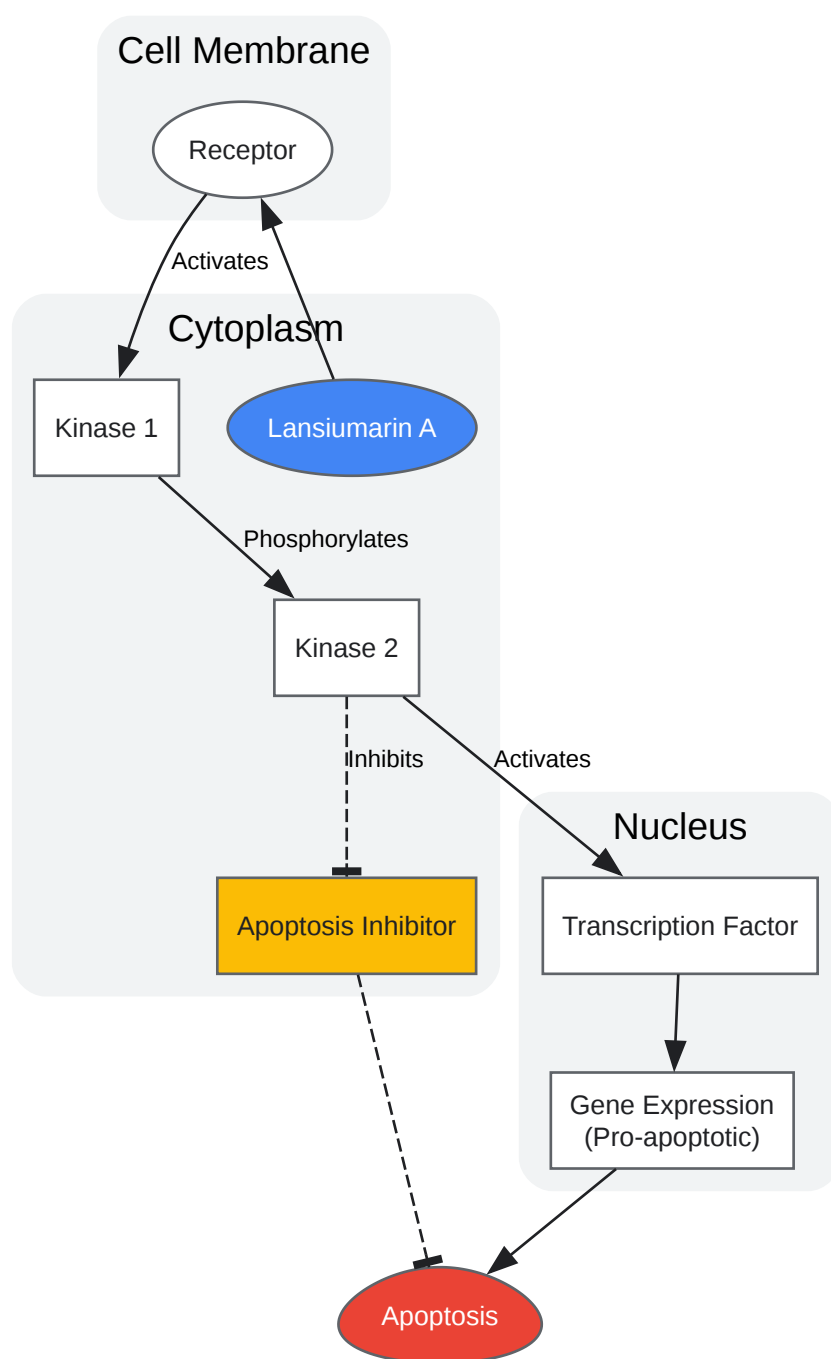 Cell Membrane
Receptor
Activates
Cytoplasm
Kinase 1
Lansiumarin A
Phosphorylates
Kinase 2
Inhibits
Activates
Nucleus
Apoptosis Inhibitor
Transcription Factor
Gene Expression
(Pro-apoptotic)
Apoptosis